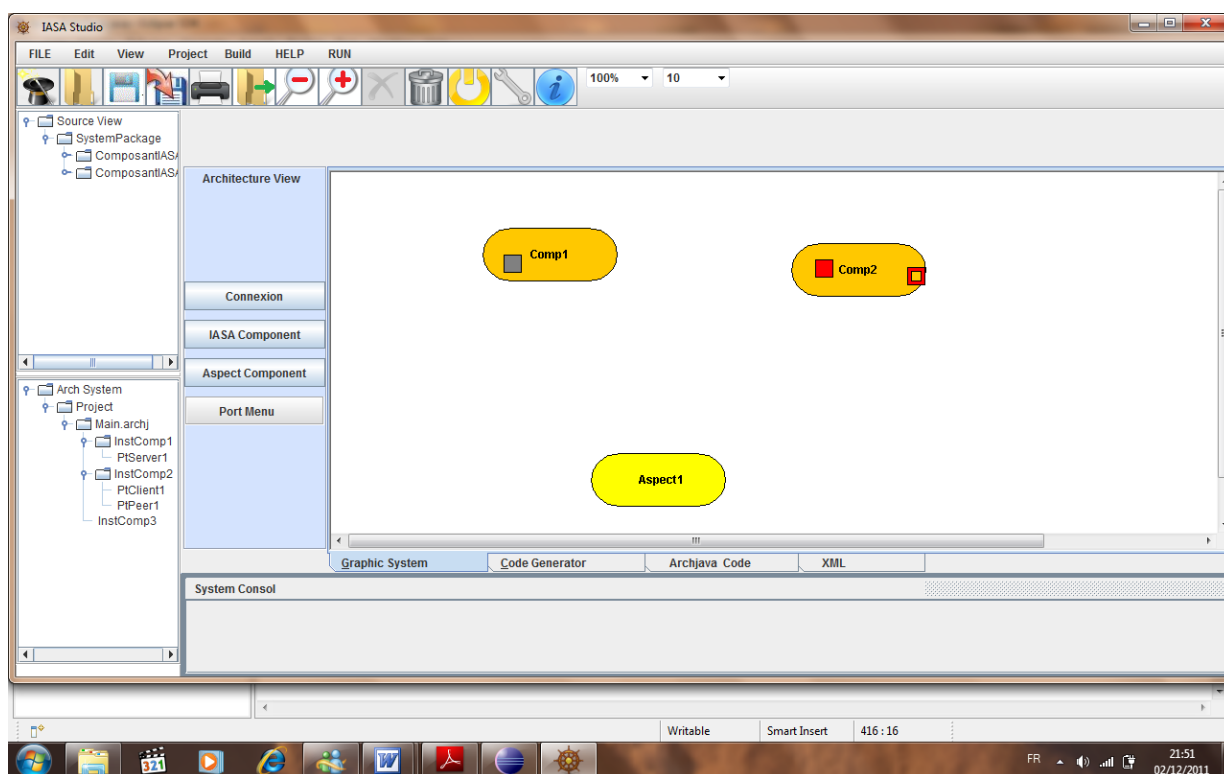 IASA Studio
FILE Edit View Project Build HELP RUN
100% 10
Source View
SystemPackage
ComposantIASA
ComposantIASA
Architecture View
Connexion
IASA Component
Aspect Component
Port Menu
Comp1
Comp2
Aspect1
Arch System
Project
Main.archj
InstComp1
PtServer1
InstComp2
PtClient1
PtPeer1
InstComp3
Graphic System Code Generator Archjava Code XML
System Consol
Writable Smart Insert 416 : 16
321
FR 21:51
02/12/2011